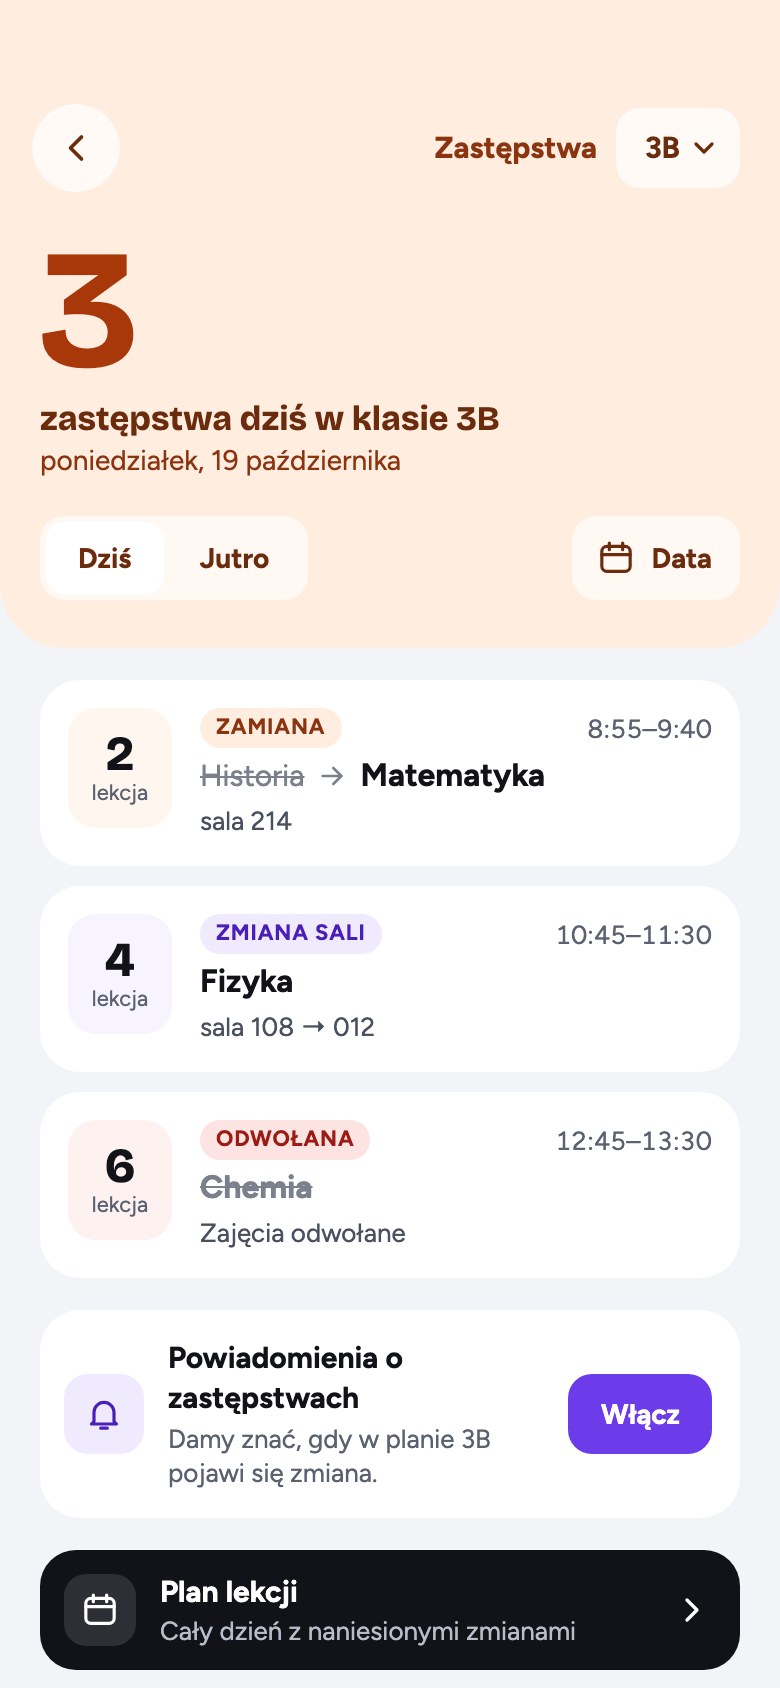 Zastępstwa 3B
3
zastępstwa dziś w klasie 3B
poniedziałek, 19 października
Dziś Jutro Data
2
lekcja
ZAMIANA
8:55–9:40
Historia → Matematyka
sala 214
4
lekcja
ZMIANA SALI
10:45–11:30
Fizyka
sala 108 → 012
6
lekcja
ODWOŁANA
12:45–13:30
Chemia
Zajęcia odwołane
Powiadomienia o
zastępstwach
Damy znać, gdy w planie 3B
pojawi się zmiana.
Włącz
Plan lekcji
Cały dzień z naniesionymi zmianami